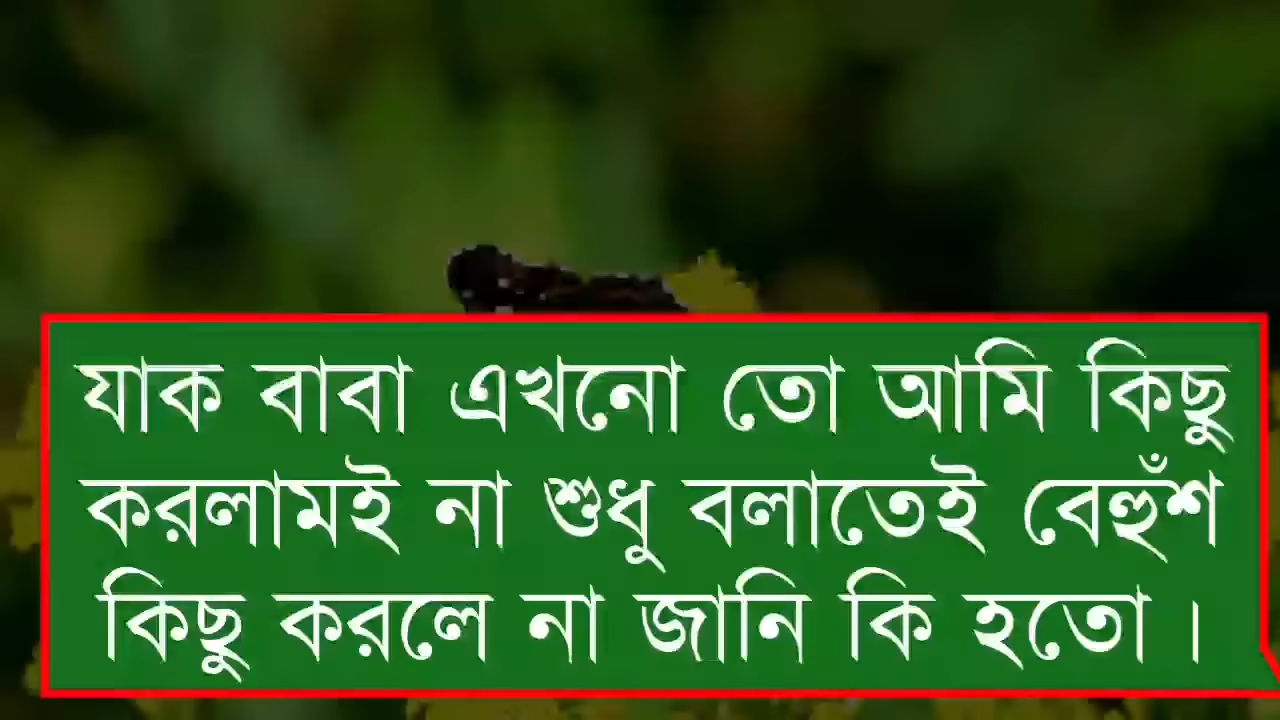 যাক বাবা এখনো তো আমি কিছু
করলামই না শুধু বলাতেই বেহুঁশ
কিছু করলে না জানি কি হতো।